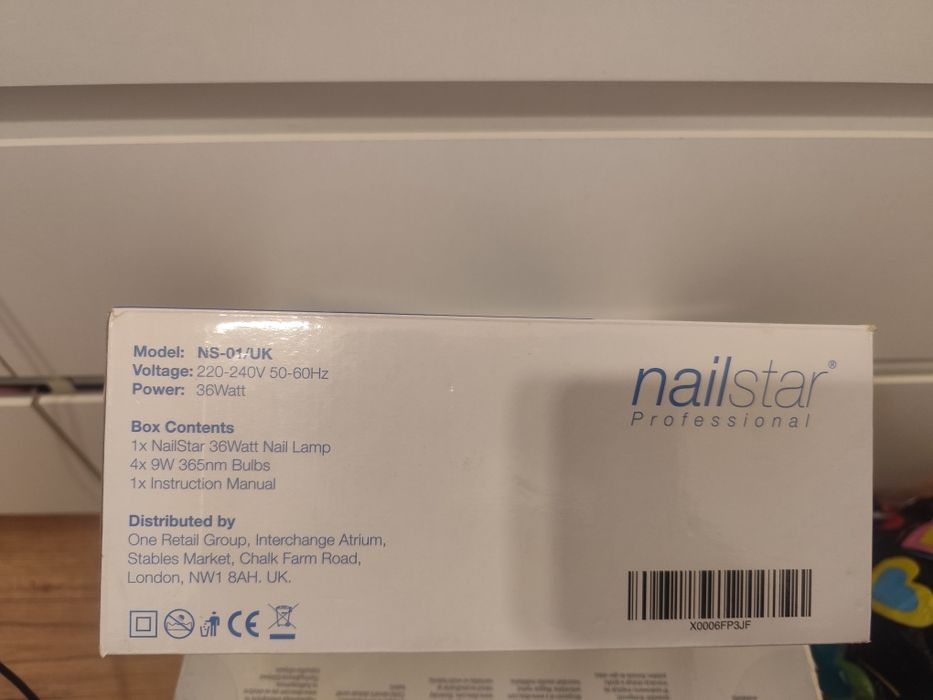 Model: NS-01/UK
Voltage: 220-240V 50-60Hz
Power: 36Watt
Box Contents
1x NailStar 36Watt Nail Lamp
4x 9W 365nm Bulbs
1x Instruction Manual
Distributed by
One Retail Group, Interchange Atrium,
Stables Market, Chalk Farm Road,
London, NW1 8AH. UK.
CE
nailstar®
Professional
X0006FP3JF